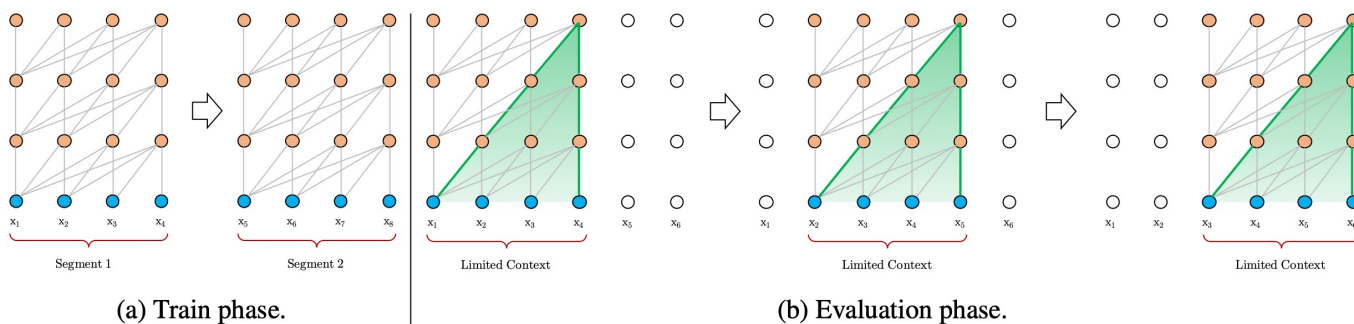 x1 x2 x3 x4 x5 x6 x7 x8 x1 x2 x3 x4 x5 x6 x1 x2 x3 x4 x5 x6 x1 x2 x3 x4 x5 x6
Segment 1 Segment 2 Limited Context Limited Context Limited Context
(a) Train phase. (b) Evaluation phase.